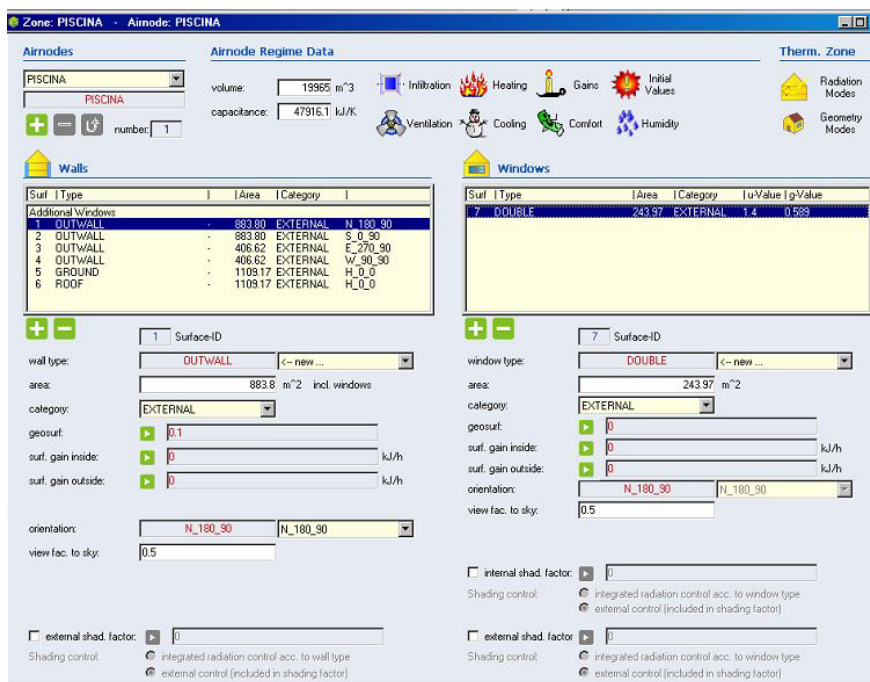 Zone: PISCINA - Airnode: PISCINA
Airnodes
PISCINA
PISCINA
number: 1
Airnode Regime Data
volume: 19965 m^3
capacitance: 47916.1 kJ/K
Infiltration
Heating
Gains
Initial Values
Ventilation
Cooling
Comfort
Humidity
Therm. Zone
Radiation Modes
Geometry Modes
Walls
Surf | Type | | Area | Category |
Additional Windows
1 OUTWALL - 883.80 EXTERNAL N_180_90
2 OUTWALL - 883.80 EXTERNAL S_0_90
3 OUTWALL - 406.62 EXTERNAL E_270_90
4 OUTWALL - 406.62 EXTERNAL W_90_90
5 GROUND - 1109.17 EXTERNAL H_0_0
6 ROOF - 1109.17 EXTERNAL H_0_0
1 Surface-ID
wall type: OUTWALL <-- new ...
area: 883.8 m^2 incl. windows
category: EXTERNAL
geosurf: 0.1
surf. gain inside: 0 kJ/h
surf. gain outside: 0 kJ/h
orientation: N_180_90 N_180_90
view fac. to sky: 0.5
external shad. factor: 0
Shading control: integrated radiation control acc. to wall type
external control (included in shading factor)
Windows
Surf | Type | Area | Category | u-Value | g-Value
7 DOUBLE 243.97 EXTERNAL 1.4 0.589
7 Surface-ID
window type: DOUBLE <-- new ...
area: 243.97 m^2
category: EXTERNAL
geosurf: 0
surf. gain inside: 0 kJ/h
surf. gain outside: 0 kJ/h
orientation: N_180_90 N_180_90
view fac. to sky: 0.5
internal shad. factor: 0
Shading control: integrated radiation control acc. to window type
external control (included in shading factor)
external shad. factor 0
Shading control: integrated radiation control acc. to window type
external control (included in shading factor)